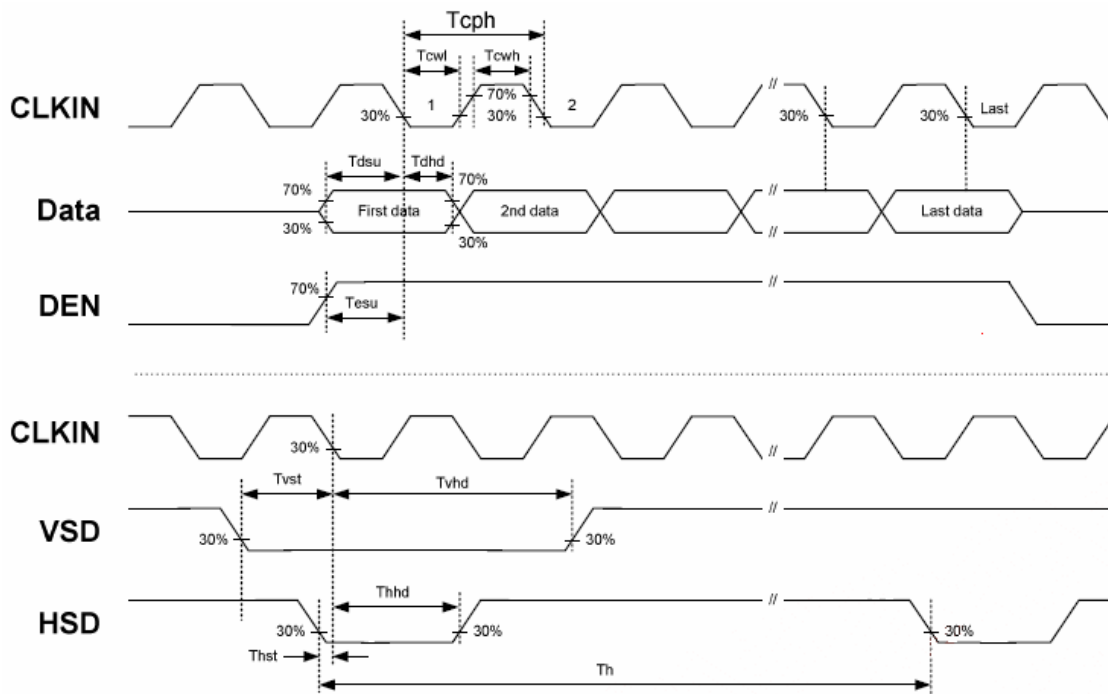 Tcph
Tcwl Tcwh
CLKIN 30% 1 70% 30% 2 // 30% 30% Last
Tdsu Tdhd
70% 70%
Data First data 2nd data // Last data
30% 30% //
70% //
DEN Tesu
CLKIN 30% //
Tvst Tvhd
VSD 30% 30% //
Thhd //
HSD 30% 30% 30%
Thst
Th